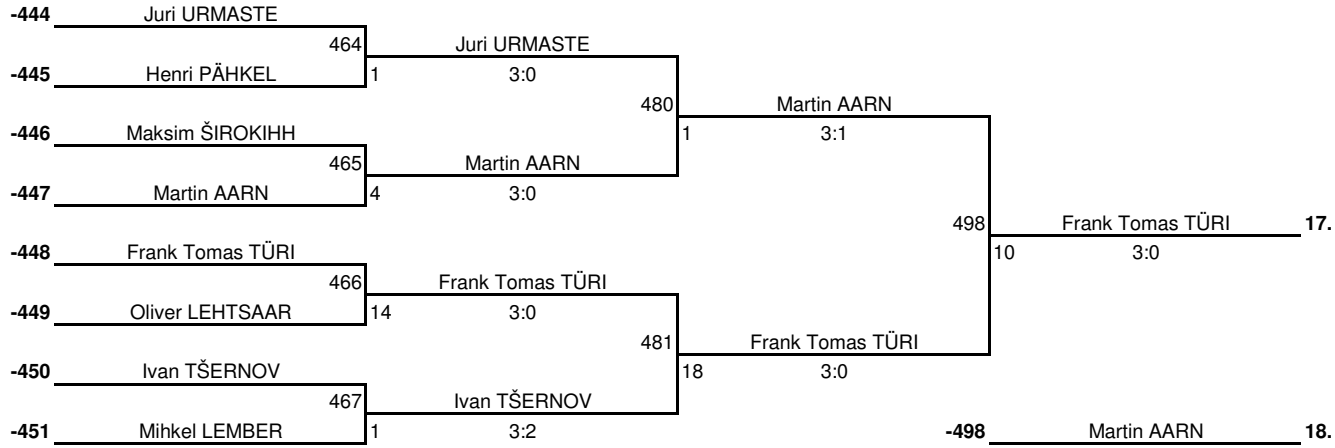 -444 Juri URMASTE
464 Juri URMASTE
-445 Henri PÄHKEL 1 3:0
480 Martin AARN
-446 Maksim ŠIROKIHH 1 3:1
465 Martin AARN
-447 Martin AARN 4 3:0
498 Frank Tomas TÜRI 17.
-448 Frank Tomas TÜRI 10 3:0
466 Frank Tomas TÜRI
-449 Oliver LEHTSAAR 14 3:0
481 Frank Tomas TÜRI
-450 Ivan TŠERNOV 18 3:0
467 Ivan TŠERNOV
-451 Mihkel LEMBER 1 3:2 -498 Martin AARN 18.